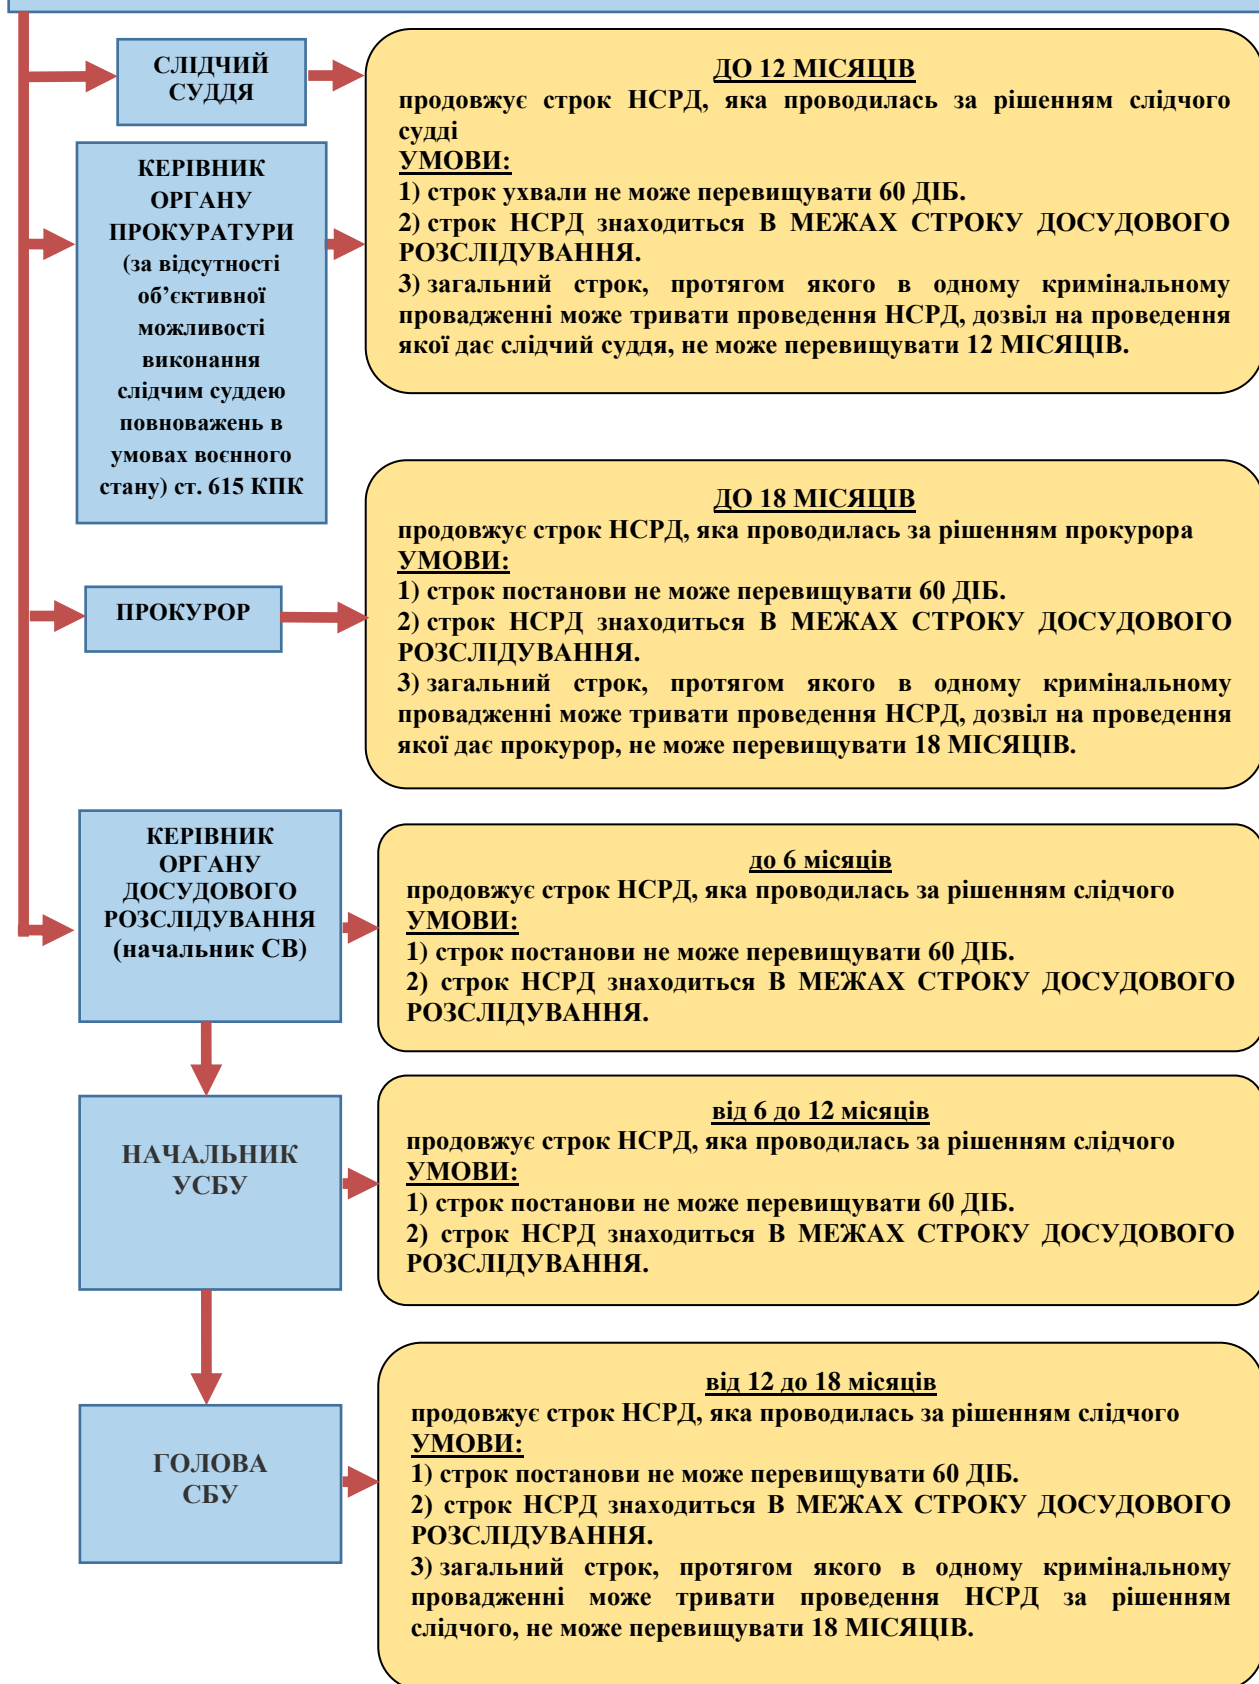 СЛІДЧИЙ
СУДДЯ
ДО 12 МІСЯЦІВ
продовжує строк НСРД, яка проводилась за рішенням слідчого
судді
УМОВИ:
1) строк ухвали не може перевищувати 60 ДІБ.
2) строк НСРД знаходиться В МЕЖАХ СТРОКУ ДОСУДОВОГО
РОЗСЛІДУВАННЯ.
3) загальний строк, протягом якого в одному кримінальному
провадженні може тривати проведення НСРД, дозвіл на проведення
якої дає слідчий суддя, не може перевищувати 12 МІСЯЦІВ.
КЕРІВНИК
ОРГАНУ
ПРОКУРАТУРИ
(за відсутності
об’єктивної
можливості
виконання
слідчим суддею
повноважень в
умовах воєнного
стану) ст. 615 КПК
ПРОКУРОР
ДО 18 МІСЯЦІВ
продовжує строк НСРД, яка проводилась за рішенням прокурора
УМОВИ:
1) строк постанови не може перевищувати 60 ДІБ.
2) строк НСРД знаходиться В МЕЖАХ СТРОКУ ДОСУДОВОГО
РОЗСЛІДУВАННЯ.
3) загальний строк, протягом якого в одному кримінальному
провадженні може тривати проведення НСРД, дозвіл на проведення
якої дає прокурор, не може перевищувати 18 МІСЯЦІВ.
КЕРІВНИК
ОРГАНУ
ДОСУДОВОГО
РОЗСЛІДУВАННЯ
(начальник СВ)
до 6 місяців
продовжує строк НСРД, яка проводилась за рішенням слідчого
УМОВИ:
1) строк постанови не може перевищувати 60 ДІБ.
2) строк НСРД знаходиться В МЕЖАХ СТРОКУ ДОСУДОВОГО
РОЗСЛІДУВАННЯ.
НАЧАЛЬНИК
УСБУ
від 6 до 12 місяців
продовжує строк НСРД, яка проводилась за рішенням слідчого
УМОВИ:
1) строк постанови не може перевищувати 60 ДІБ.
2) строк НСРД знаходиться В МЕЖАХ СТРОКУ ДОСУДОВОГО
РОЗСЛІДУВАННЯ.
ГОЛОВА
СБУ
від 12 до 18 місяців
продовжує строк НСРД, яка проводилась за рішенням слідчого
УМОВИ:
1) строк постанови не може перевищувати 60 ДІБ.
2) строк НСРД знаходиться В МЕЖАХ СТРОКУ ДОСУДОВОГО
РОЗСЛІДУВАННЯ.
3) загальний строк, протягом якого в одному кримінальному
провадженні може тривати проведення НСРД за рішенням
слідчого, не може перевищувати 18 МІСЯЦІВ.